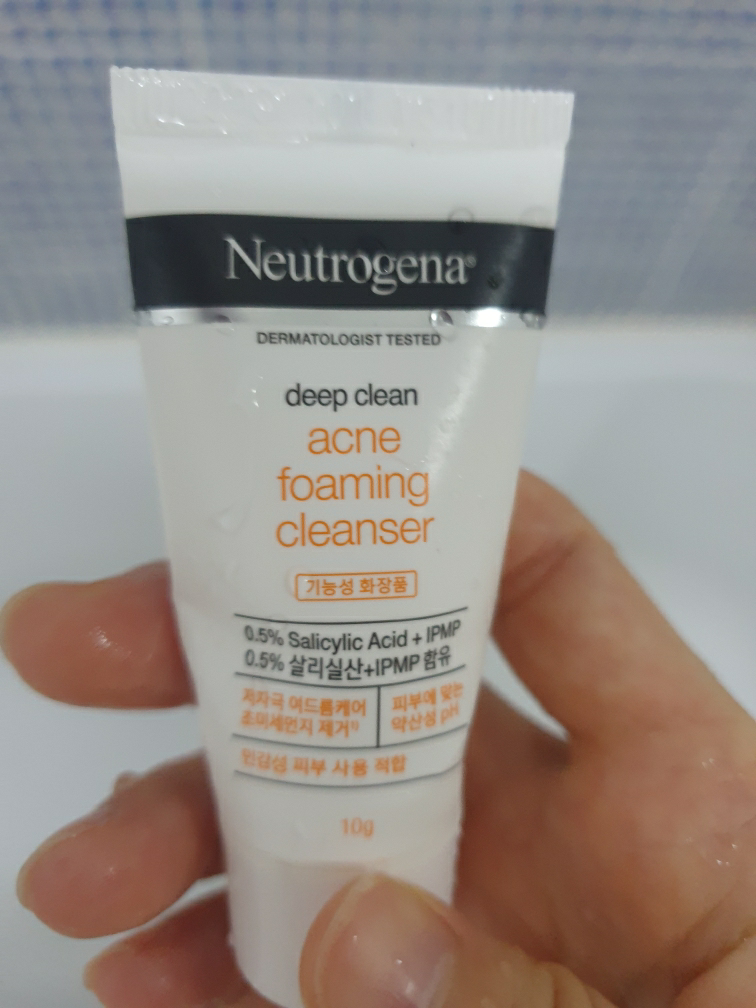 Neutrogena®
DERMATOLOGIST TESTED
deep clean
acne
foaming
cleanser
기능성 화장품
0.5% Salicylic Acid + IPMP
0.5% 살리실산+IPMP 함유
저자극 여드름케어
초미세먼지 제거¹⁾
피부에 맞는
약산성 pH
민감성 피부 사용 적합
10g